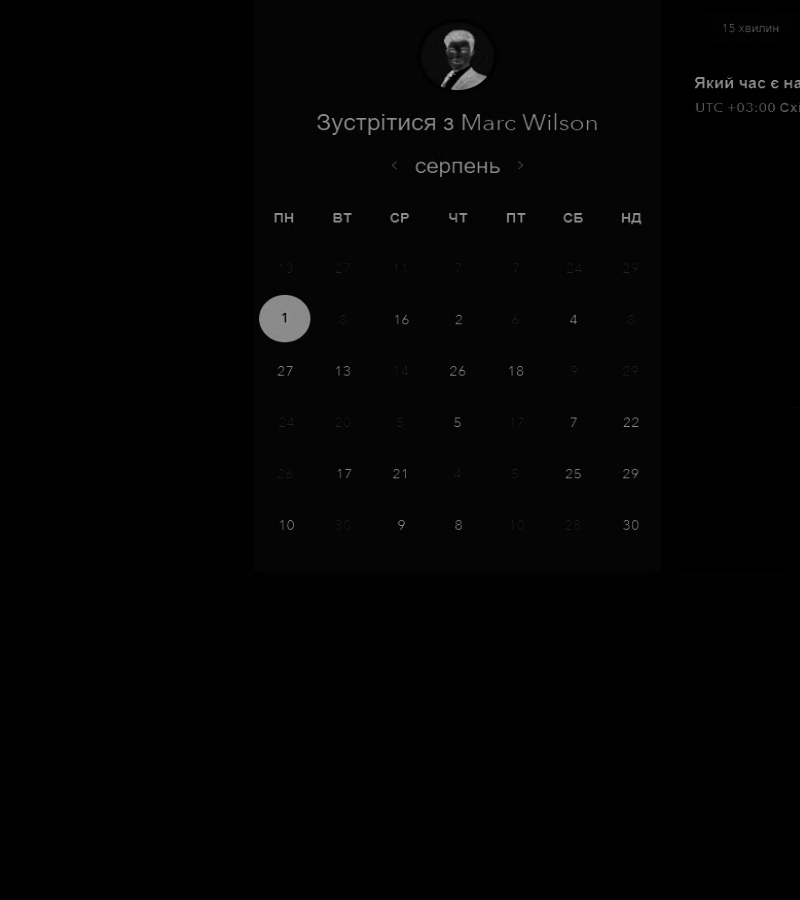 15 хвилин
Зустрітися з Marc Wilson
серпень
Який час є на
UTC +03:00 Схі
ПН ВТ СР ЧТ ПТ СБ НД
13 27 11 7 7 24 29
1 8 16 2 6 4 8
27 13 14 26 18 9 29
24 20 5 5 17 7 22
26 17 21 4 5 25 29
10 30 9 8 10 28 30